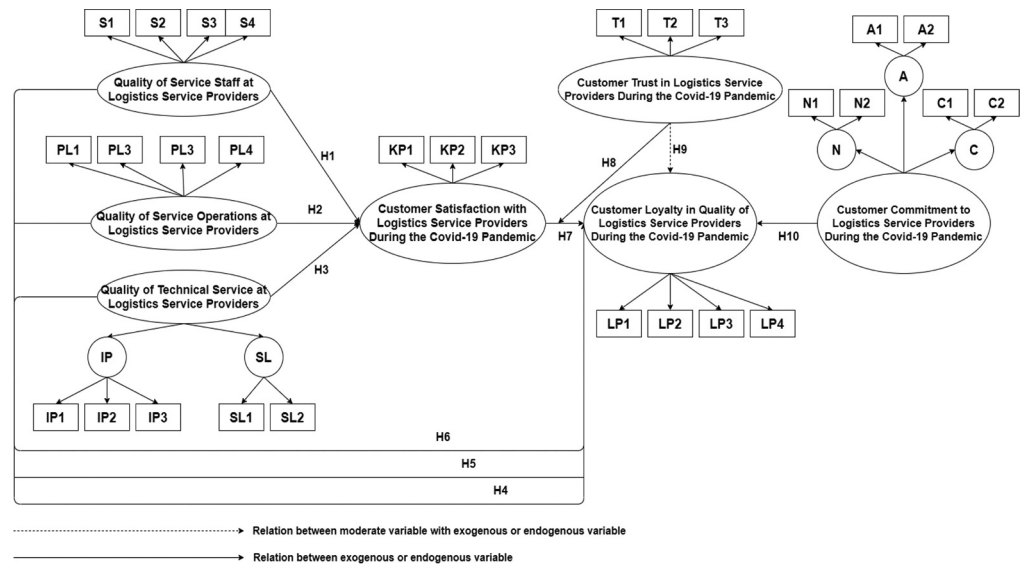 S1
S2
S3
S4
T1
T2
T3
A1
A2
Quality of Service Staff at
Logistics Service Providers
Customer Trust in Logistics Service
Providers During the Covid-19 Pandemic
A
N1
N2
C1
C2
PL1
PL3
PL3
PL4
H1
KP1
KP2
KP3
H8
H9
N
C
Quality of Service Operations at
Logistics Service Providers
H2
Customer Satisfaction with
Logistics Service Providers
During the Covid-19 Pandemic
H7
Customer Loyalty in Quality of
Logistics Service Providers
During the Covid-19 Pandemic
H10
Customer Commitment to
Logistics Service Providers
During the Covid-19 Pandemic
H3
Quality of Technical Service at
Logistics Service Providers
LP1
LP2
LP3
LP4
IP
SL
IP1
IP2
IP3
SL1
SL2
H6
H5
H4
Relation between moderate variable with exogenous or endogenous variable
Relation between exogenous or endogenous variable